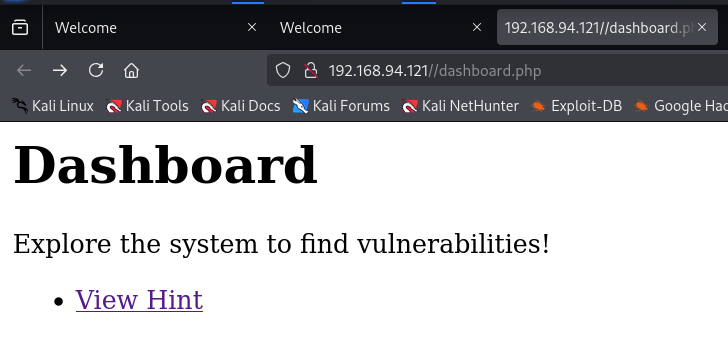 Welcome
Welcome
192.168.94.121//dashboard.p
192.168.94.121//dashboard.php
Kali Linux
Kali Tools
Kali Docs
Kali Forums
Kali NetHunter
Exploit-DB
Google Hac
Dashboard
Explore the system to find vulnerabilities!
View Hint